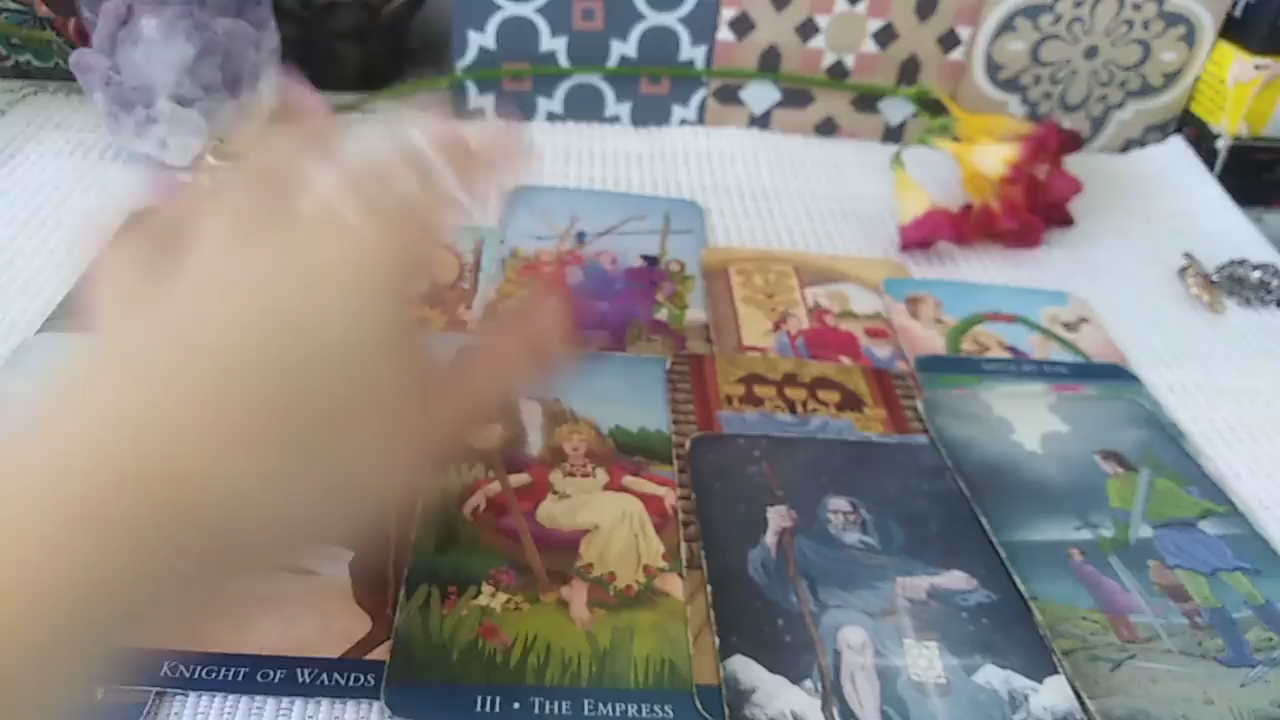 KNIGHT OF WANDS
III • THE EMPRESS